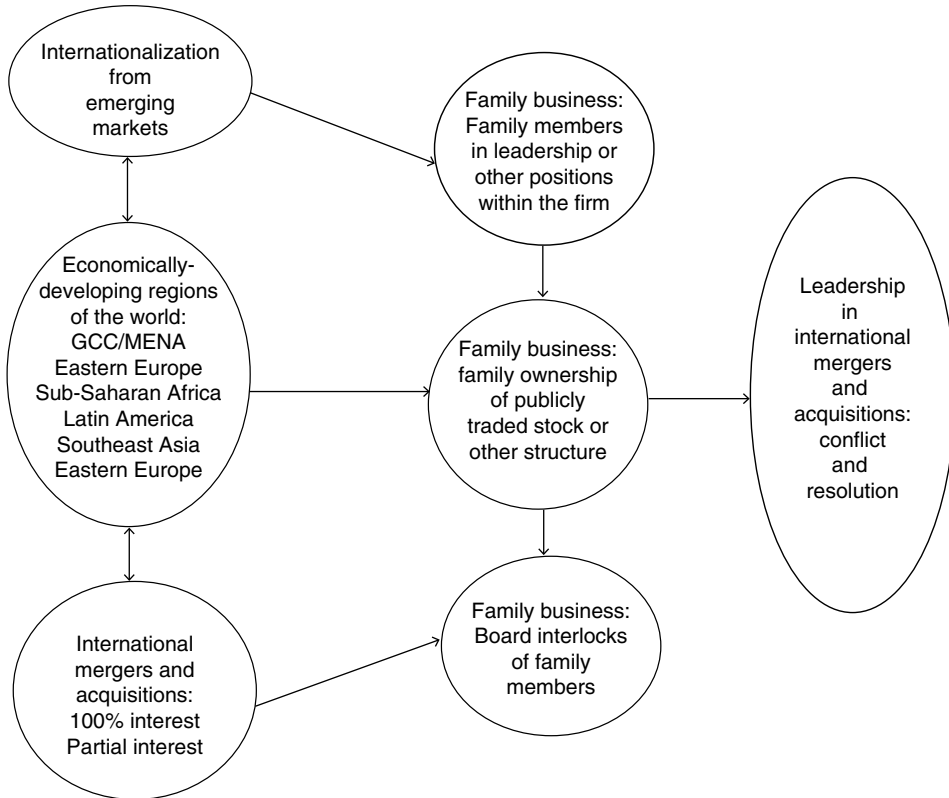 Internationalization
from
emerging
markets
Family business:
Family members
in leadership or
other positions
within the firm
Economically-
developing regions
of the world:
GCC/MENA
Eastern Europe
Sub-Saharan Africa
Latin America
Southeast Asia
Eastern Europe
Family business:
family ownership
of publicly
traded stock or
other structure
Leadership
in
international
mergers
and
acquisitions:
conflict
and
resolution
International
mergers and
acquisitions:
100% interest
Partial interest
Family business:
Board interlocks
of family
members